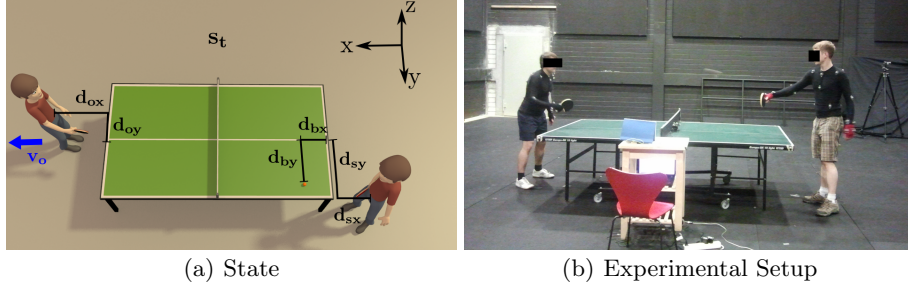 s_t
z
x
y
d_ox
d_oy
d_bx
d_by
d_sy
d_sx
v_o
(a) State
(b) Experimental Setup